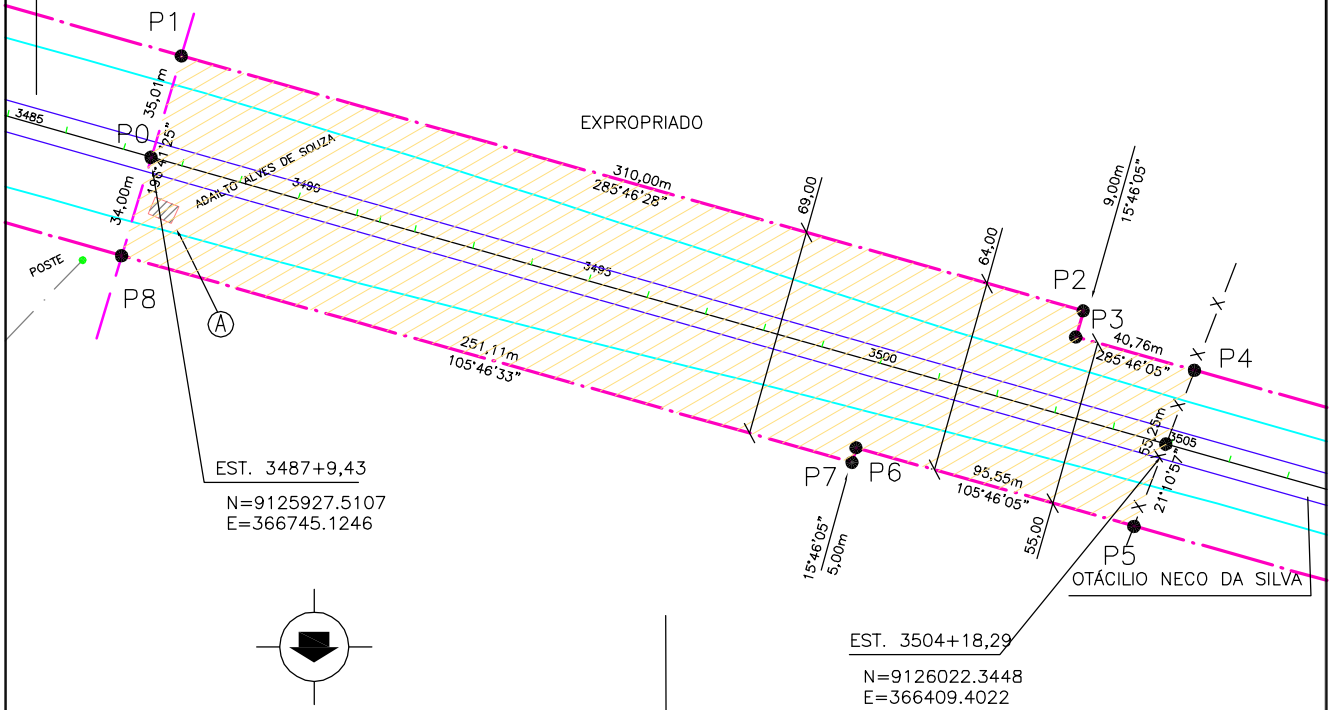 P1
35,01m
3485
P0
196°41'25"
ADAILTO ALVES DE SOUZA
3490
34,00m
POSTE
P8
A
EXPROPRIADO
310,00m
285°46'28"
69,00
64,00
9,00m
15°46'05"
P2
P3
40,76m
285°46'05"
P4
3495
3500
251,11m
105°46'33"
3505
55,25m
21°10'57"
P7
P6
95,55m
105°46'05"
15°46'05"
5,00m
55,00
P5
OTÁCILIO NECO DA SILVA
EST. 3487+9,43
N=9125927.5107
E=366745.1246
EST. 3504+18,29
N=9126022.3448
E=366409.4022
X
X
X
X
X